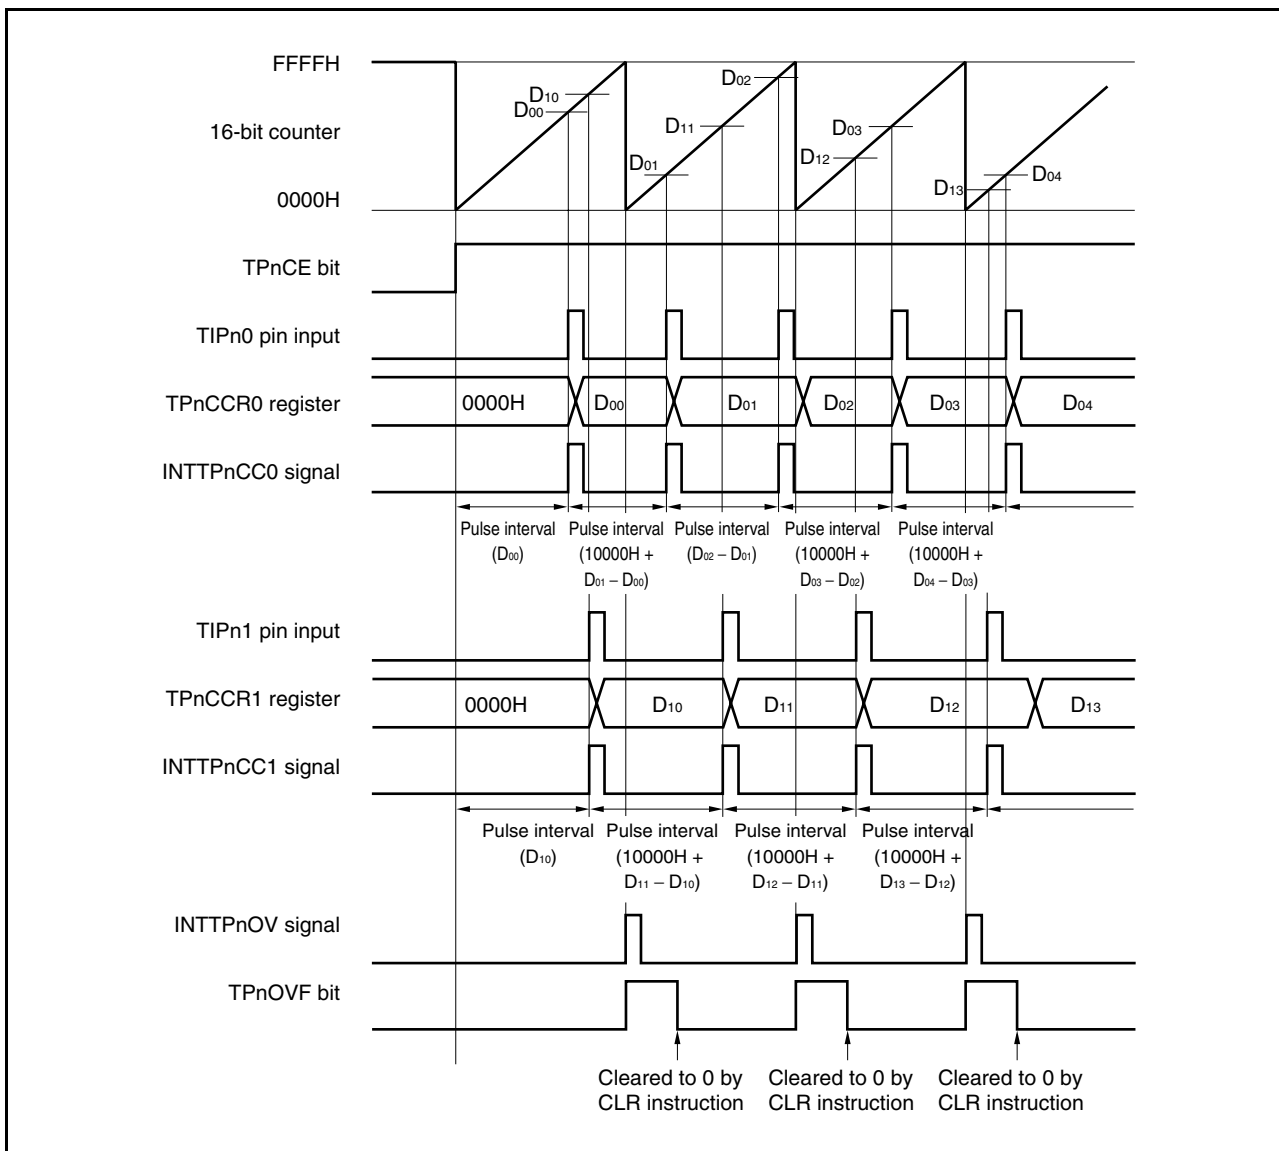 FFFFH
D02
D10
D00
16-bit counter
D11
D03
D12
D01
D04
D13
0000H
TPnCE bit
TIPn0 pin input
TPnCCR0 register
0000H
D00
D01
D02
D03
D04
INTTPnCC0 signal
Pulse interval
(D00)
Pulse interval
(10000H +
D01 – D00)
Pulse interval
(D02 – D01)
Pulse interval
(10000H +
D03 – D02)
Pulse interval
(10000H +
D04 – D03)
TIPn1 pin input
TPnCCR1 register
0000H
D10
D11
D12
D13
INTTPnCC1 signal
Pulse interval
(D10)
Pulse interval
(10000H +
D11 – D10)
Pulse interval
(10000H +
D12 – D11)
Pulse interval
(10000H +
D13 – D12)
INTTPnOV signal
TPnOVF bit
Cleared to 0 by
CLR instruction
Cleared to 0 by
CLR instruction
Cleared to 0 by
CLR instruction